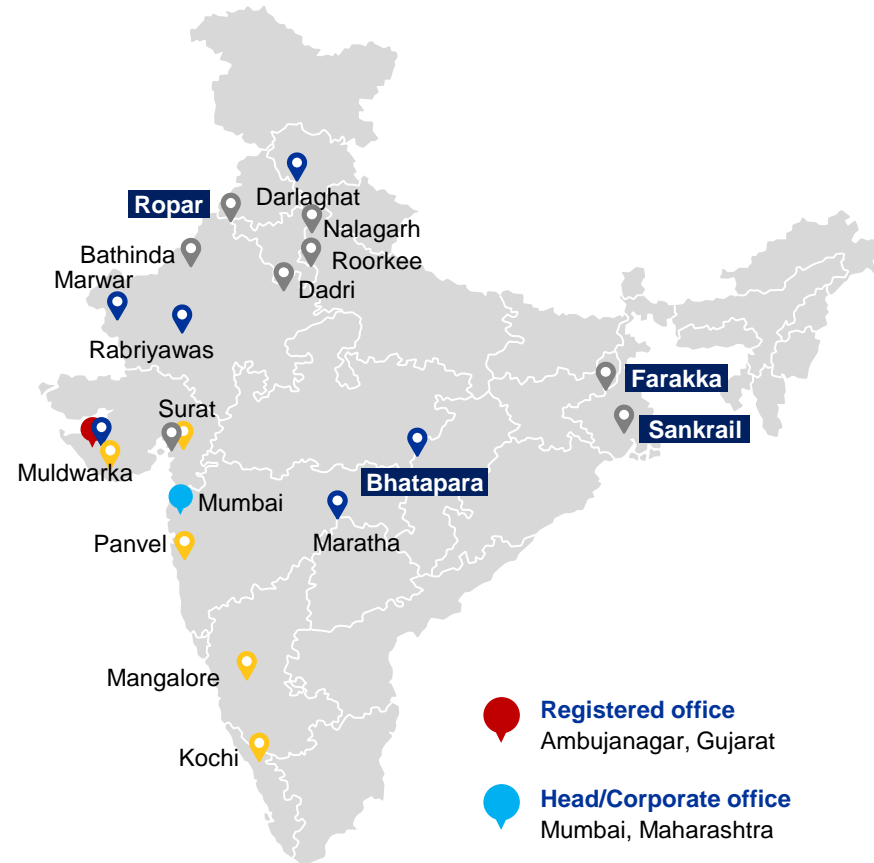 Darlaghat
Ropar
Nalagarh
Bathinda
Roorkee
Marwar
Dadri
Rabriyawas
Farakka
Surat
Sankrail
Muldwarka
Bhatapara
Mumbai
Panvel
Maratha
Mangalore
Kochi
Registered office
Ambujanagar, Gujarat
Head/Corporate office
Mumbai, Maharashtra